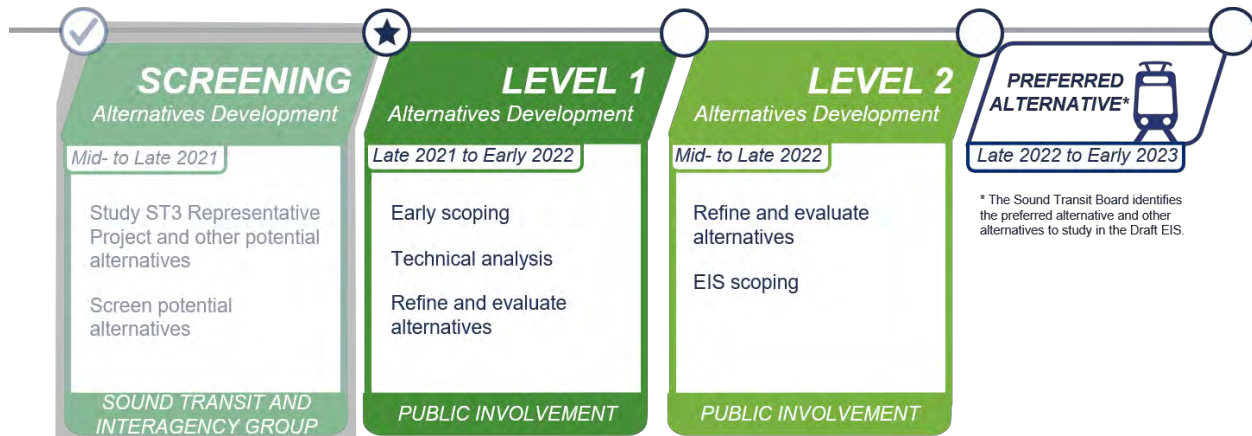 SCREENING
Alternatives Development
Mid- to Late 2021
Study ST3 Representative
Project and other potential
alternatives
Screen potential
alternatives
SOUND TRANSIT AND
INTERAGENCY GROUP
LEVEL 1
Alternatives Development
Late 2021 to Early 2022
Early scoping
Technical analysis
Refine and evaluate
alternatives
PUBLIC INVOLVEMENT
LEVEL 2
Alternatives Development
Mid- to Late 2022
Refine and evaluate
alternatives
EIS scoping
PUBLIC INVOLVEMENT
PREFERRED
ALTERNATIVE*
Late 2022 to Early 2023
* The Sound Transit Board identifies
the preferred alternative and other
alternatives to study in the Draft EIS.